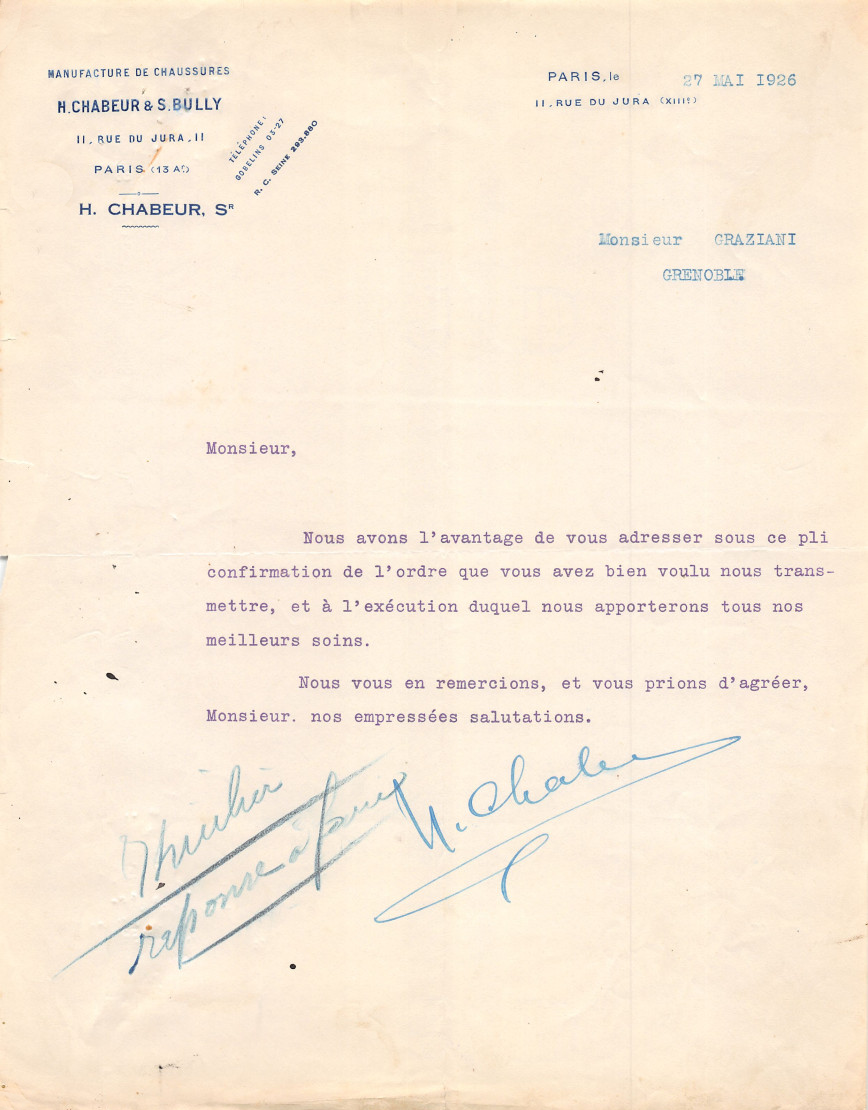 MANUFACTURE DE CHAUSSURES
H. CHABEUR & S. BULLY
11, RUE DU JURA, 11
PARIS (13 Ar)
H. CHABEUR, Sr
TÉLÉPHONE:
GOBELINS 03-27
R. C. SEINE 293.880
PARIS, le 27 MAI 1926
11, RUE DU JURA (XIIIe)
Monsieur GRAZIANI
GRENOBLE
Monsieur,
Nous avons l'avantage de vous adresser sous ce pli
confirmation de l'ordre que vous avez bien voulu nous trans-
mettre, et à l'exécution duquel nous apporterons tous nos
meilleurs soins.
Nous vous en remercions, et vous prions d'agréer,
Monsieur. nos empressées salutations.
réponse à